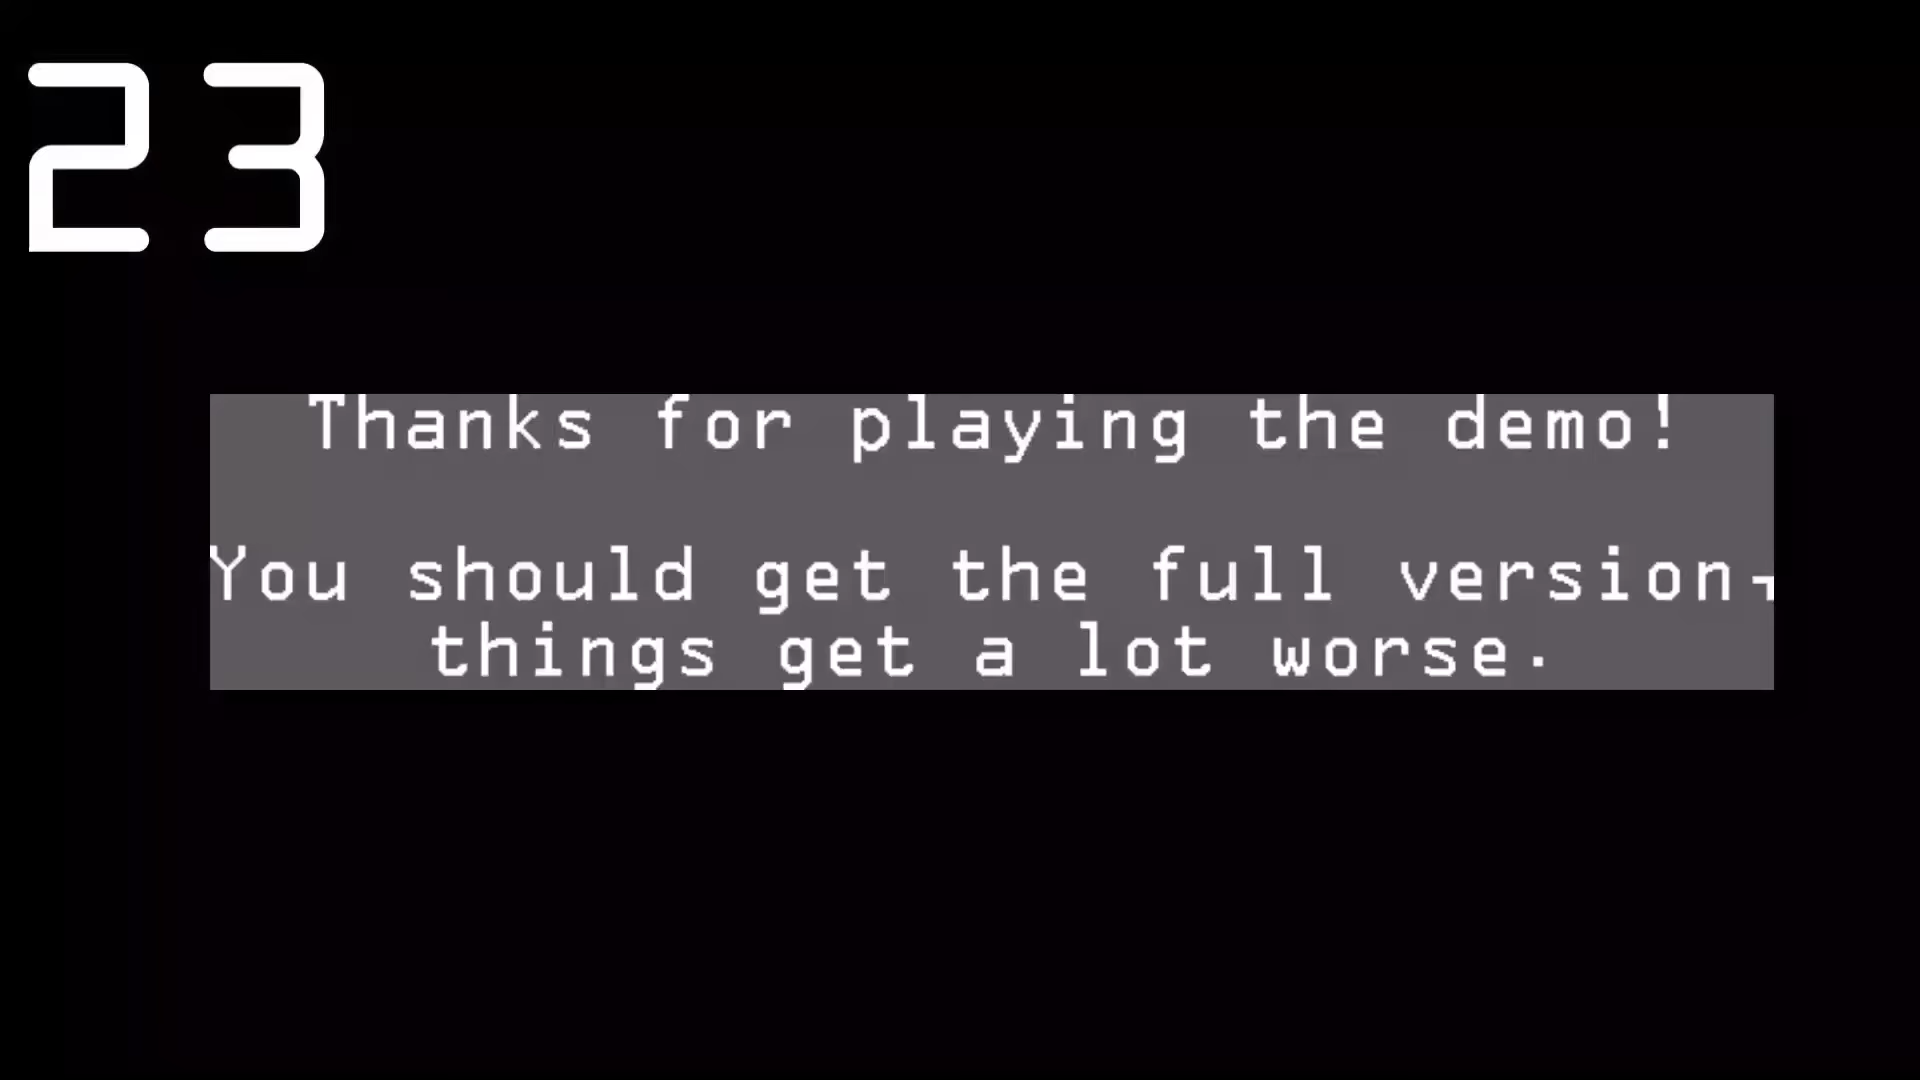 23
Thanks for playing the demo!
You should get the full version-
things get a lot worse.